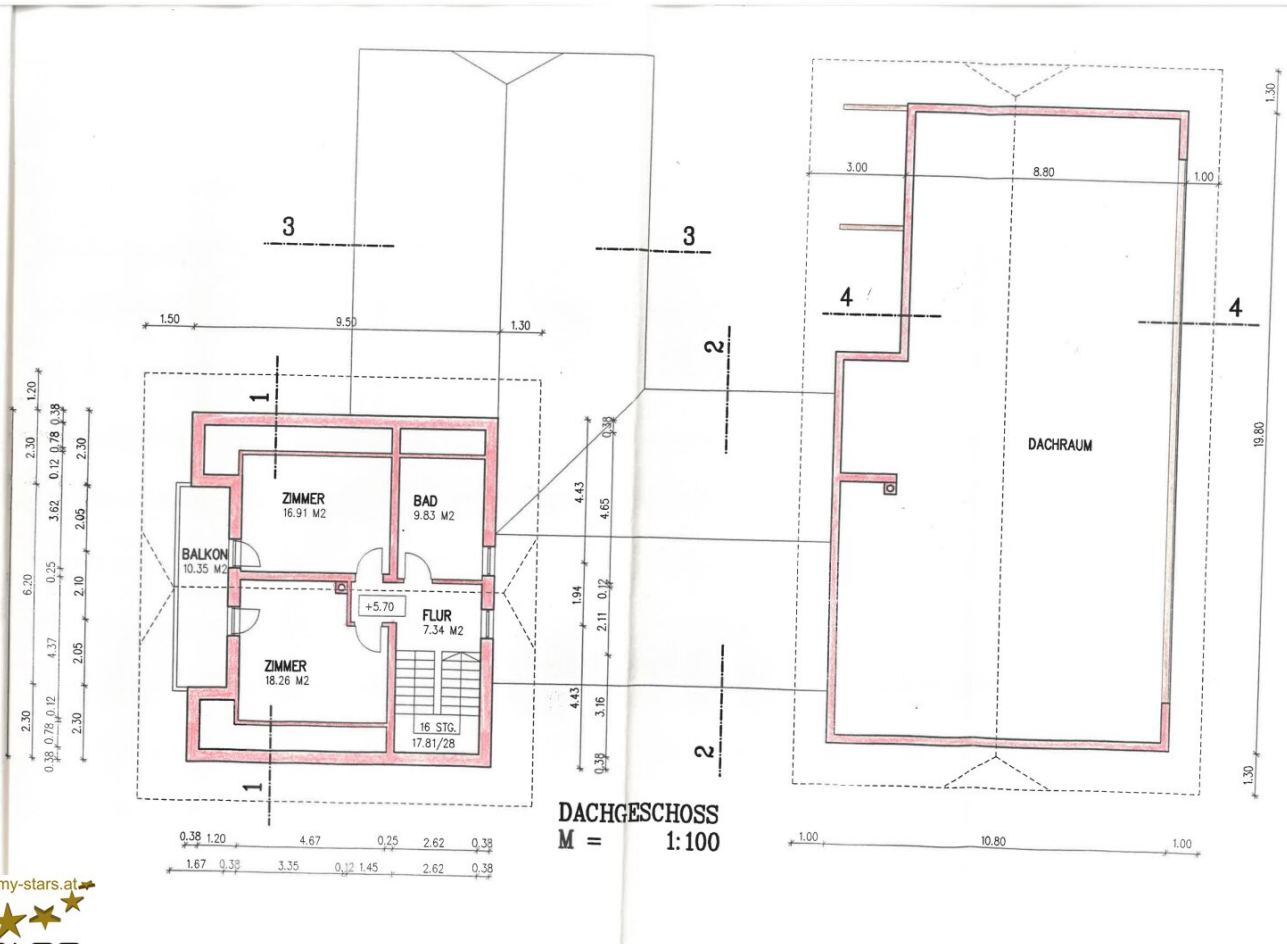 1.30
3.00
8.80
1.00
3
3
4
4
1.50
9.50
1.30
2
1
1.20
0.38
2.30
0.78
2.30
0.12
3.62
2.05
0.25
6.20
2.10
4.37
2.05
0.12
2.30
0.78
2.30
0.38
ZIMMER
16.91 M2
BAD
9.83 M2
BALKON
10.35 M2
+5.70
FLUR
7.34 M2
ZIMMER
18.26 M2
16 STG.
17.81/28
0.38
4.43
4.65
1.94
0.12
2.11
4.43
3.16
0.38
DACHRAUM
19.80
1
2
1.30
DACHGESCHOSS
M = 1:100
0.38 1.20 4.67 0.25 2.62 0.38
1.67 0.38 3.35 0.12 1.45 2.62 0.38
1.00 10.80 1.00
my-stars.at